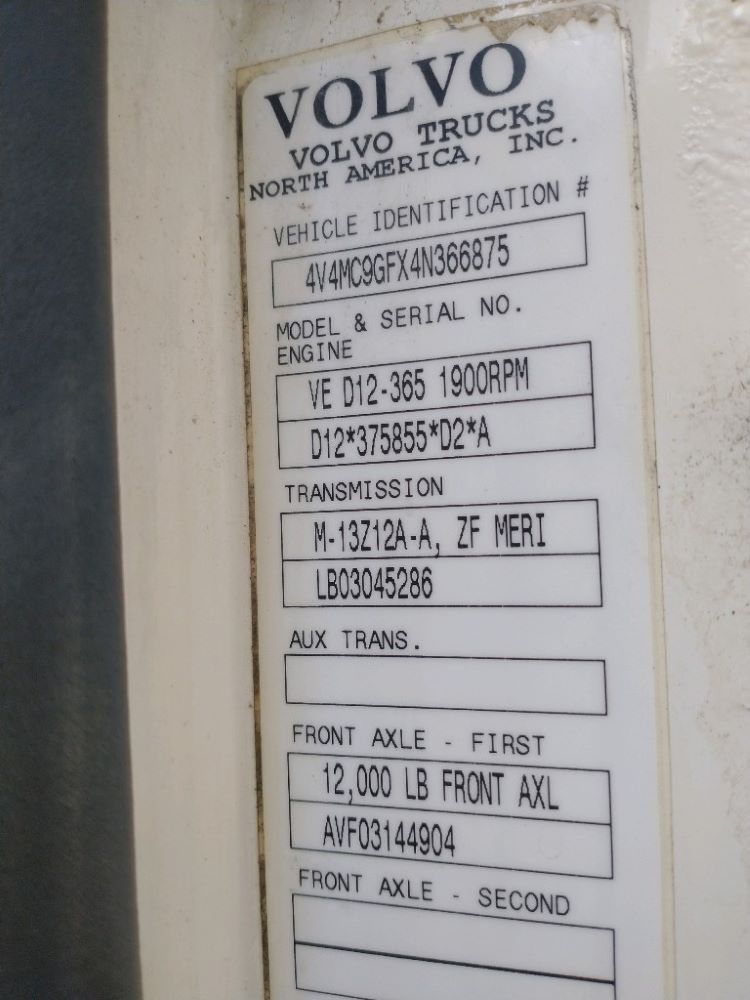 VOLVO
VOLVO TRUCKS
NORTH AMERICA, INC.
VEHICLE IDENTIFICATION #
4V4MC9GFX4N366875
MODEL & SERIAL NO.
ENGINE
VE D12-365 1900RPM
D12*375855*D2*A
TRANSMISSION
M-13Z12A-A, ZF MERI
LB03045286
AUX TRANS.
FRONT AXLE - FIRST
12,000 LB FRONT AXL
AVF03144904
FRONT AXLE - SECOND